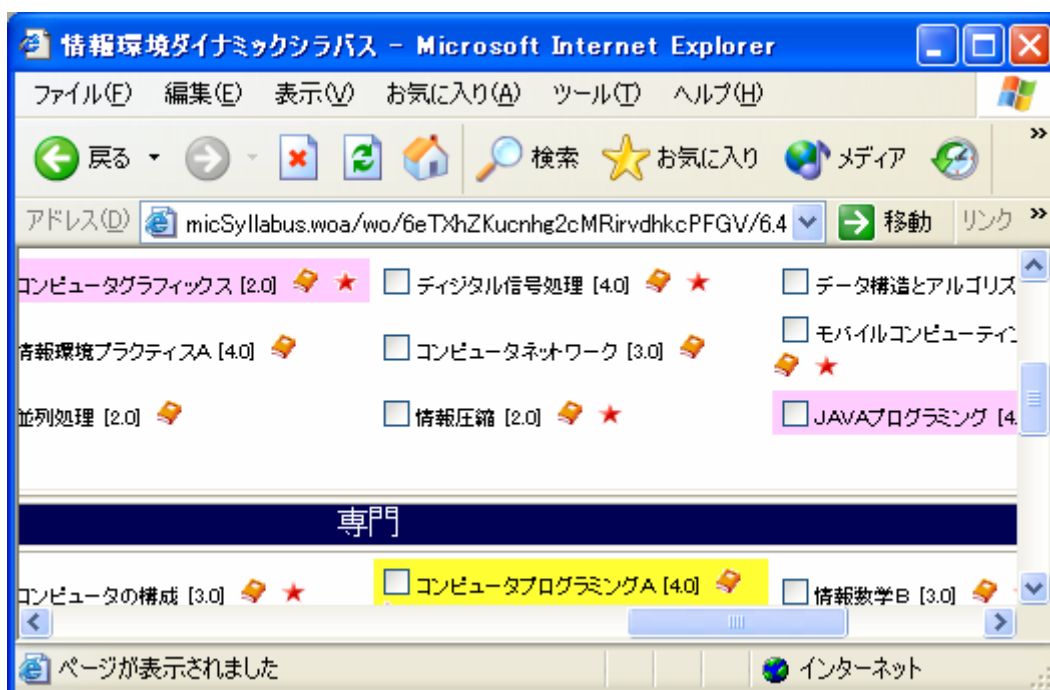 情報環境ダイナミックシラバス - Microsoft Internet Explorer
ファイル(F) 編集(E) 表示(V) お気に入り(A) ツール(T) ヘルプ(H)
戻る 検索 お気に入り メディア »
アドレス(D) micSyllabus.woa/wo/6eTXhZKucnhg2cMRirvdhkcPFGV/6.4 移動 リンク »
コンピュータグラフィックス [2.0] ★ ディジタル信号処理 [4.0] ★ データ構造とアルゴリズ
情報環境プラクティスA [4.0] コンピュータネットワーク [3.0] モバイルコンピューティン
★
並列処理 [2.0] 情報圧縮 [2.0] ★ JAVAプログラミング [4.
専門
コンピュータの構成 [3.0] ★ コンピュータプログラミングA [4.0] 情報数学B [3.0]
ページが表示されました インターネット